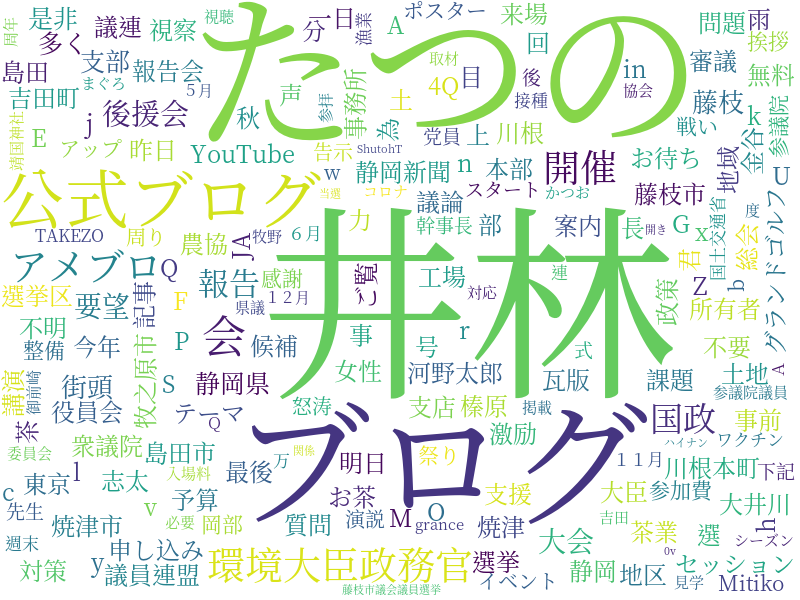 周年
視聴
一日
A
ポスター
来場
問題
雨
是非
議連
視察
分
漁業
回
挨拶
多く
取材
審議
無料
島田
支部
報告会
たつの
目
in
５月
まぐろ
声
4Q
後
接種
協会
参議院
吉田町
後援会
秋
事務所
土
藤枝
参拝
党員
上
川根
戦い
k
金谷
靖国神社
E
j
アップ
昨日
YouTube
告示
ShutohT
為
お待ち
地域
静岡新聞
n
本部
w
公式ブログ
当選
コロナ
スタート
かつお
開催
藤枝市
U
TAKEZO
周り
JA
牧野
６月
力
議論
幹事長
部
案内
長
G
x
君
国土交通省
総会
度
開き
農協
アメブロ
Q
ご覧
井林
グランドゴルフ
感謝
工場
対応
連
選挙区
要望
記事
報告
県議
１２月
政策
Z
所有者
b
F
不明
整備
今年
P
会
候補
事
号
r
式
不要
女性
河野太郎
瓦版
課題
土地
参議院議員
A
講演
御前崎
街頭
S
静岡県
牧之原市
役員会
テーマ
怒涛
支店
榛原
掲載
国政
事前
茶
Q
ブログ
激励
委員会
衆議院
島田市
関係
ハイナン
ワクチン
入場料
万
明日
祭り
１１月
川根本町
下記
c
東京
l
志太
最後
お茶
支援
大臣
参加費
大井川
先生
v
予算
M
O
grance
吉田
h
焼津市
必要
岡部
質問
演説
焼津
茶業
選
シーズン
週末
y
申し込み
環境大臣政務官
選挙
大会
0v
セッション
対策
議員連盟
イベント
静岡
地区
見学
Mitiko
藤枝市議会議員選挙